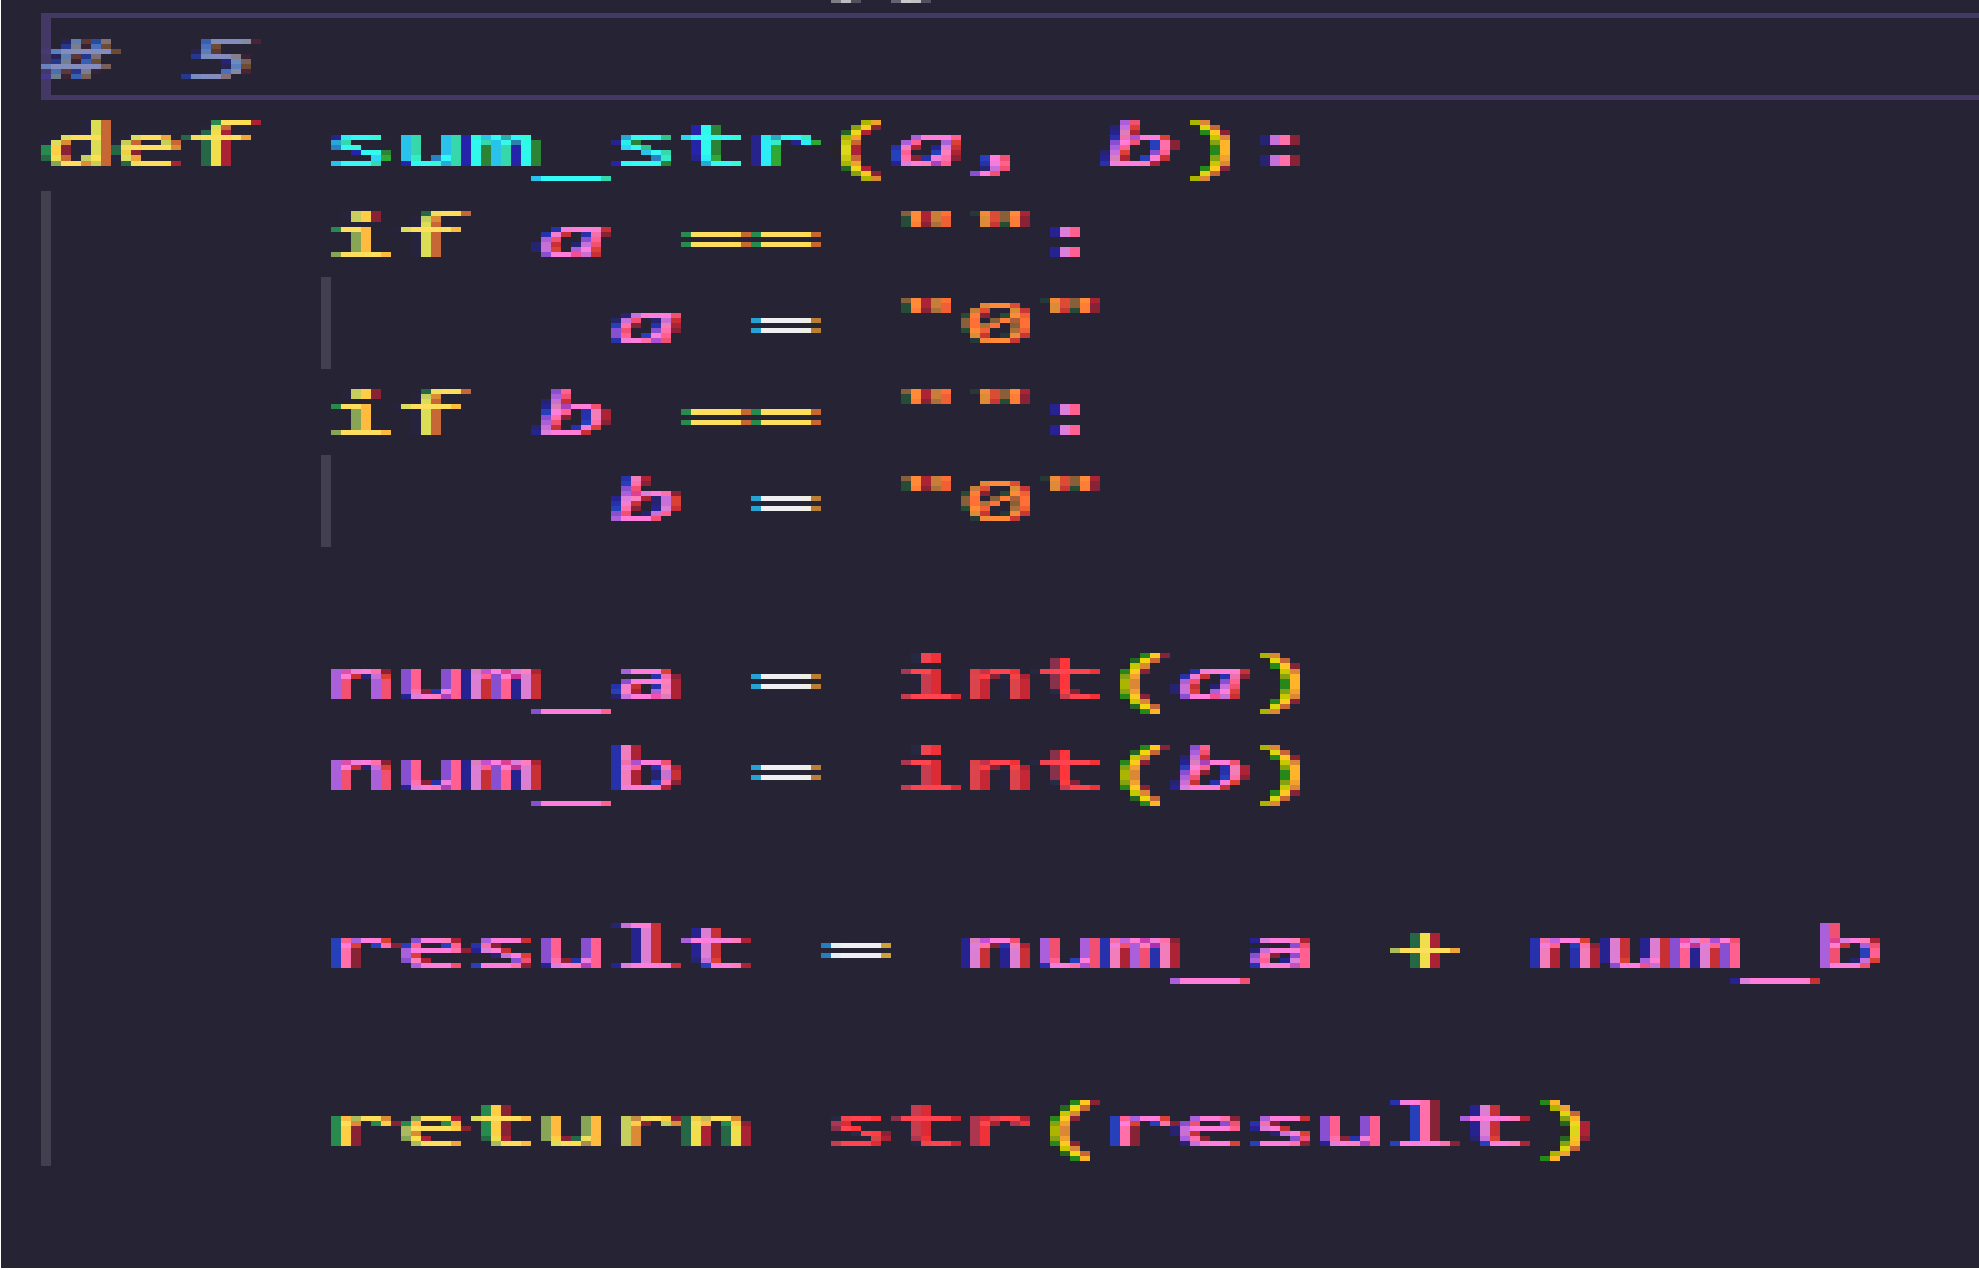 # 5
def sum_str(a, b):
    if a == "":
        a = "0"
    if b == "":
        b = "0"

    num_a = int(a)
    num_b = int(b)

    result = num_a + num_b

    return str(result)